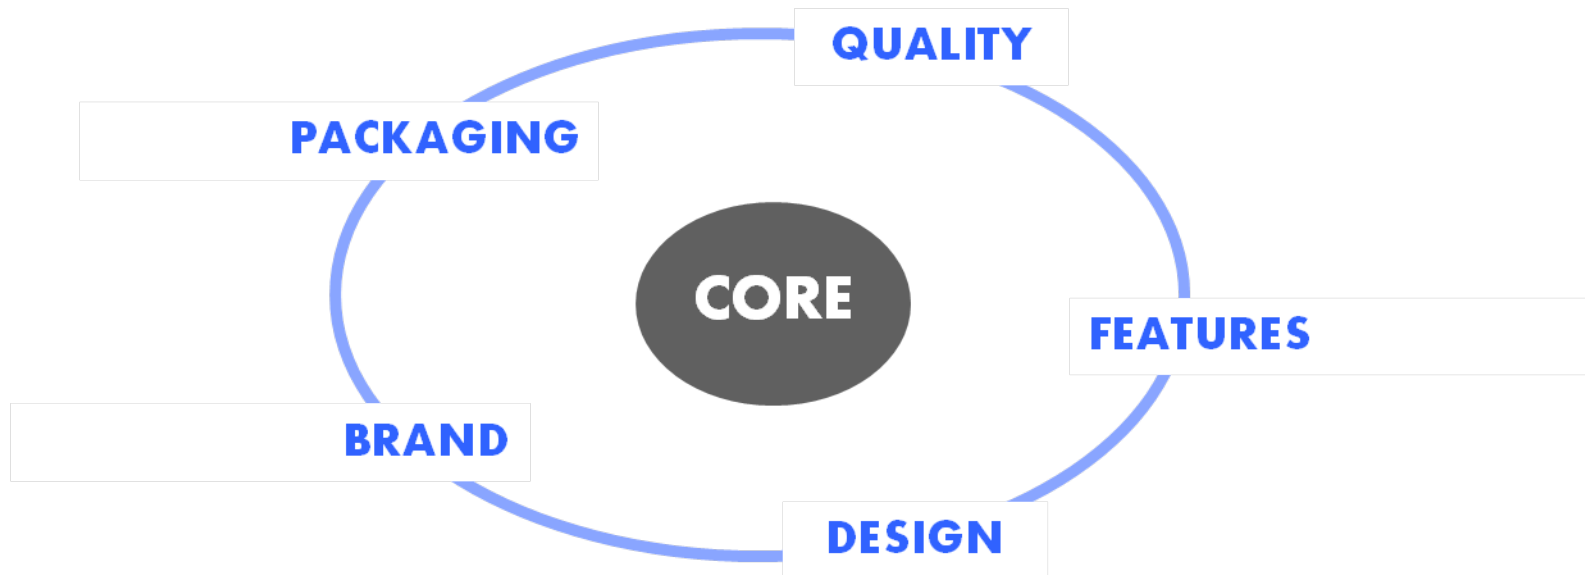 QUALITY
PACKAGING
CORE
FEATURES
BRAND
DESIGN